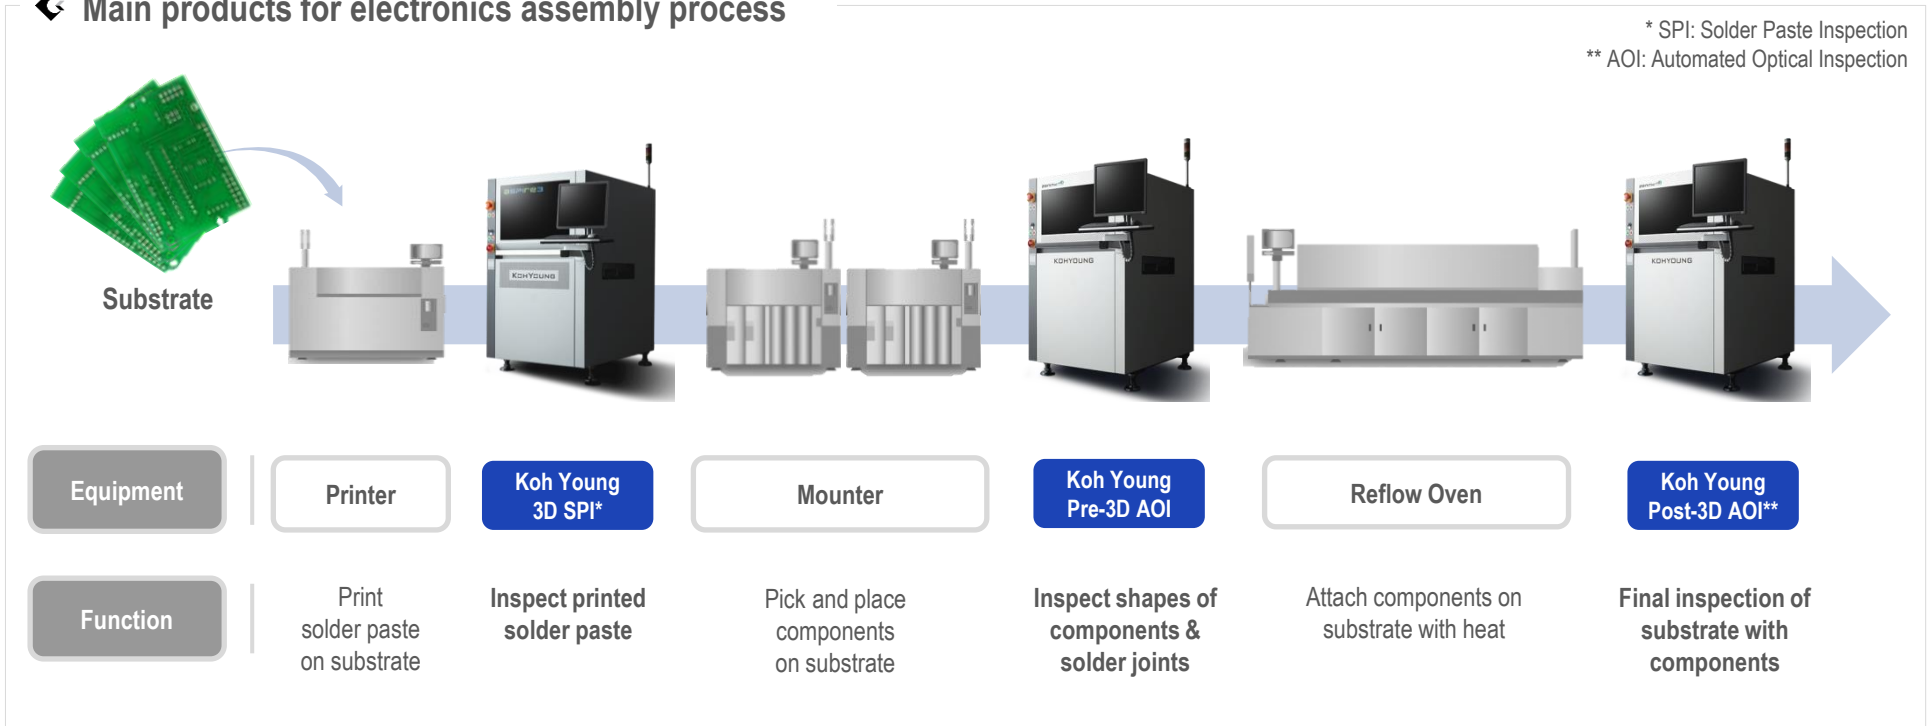 Main products for electronics assembly process
* SPI: Solder Paste Inspection
** AOI: Automated Optical Inspection
Substrate
KOHYOUNG
KOHYOUNG
KOHYOUNG
Equipment
Printer
Koh Young
3D SPI*
Mounter
Koh Young
Pre-3D AOI
Reflow Oven
Koh Young
Post-3D AOI**
Function
Print
solder paste
on substrate
Inspect printed
solder paste
Pick and place
components
on substrate
Inspect shapes of
components &
solder joints
Attach components on
substrate with heat
Final inspection of
substrate with
components